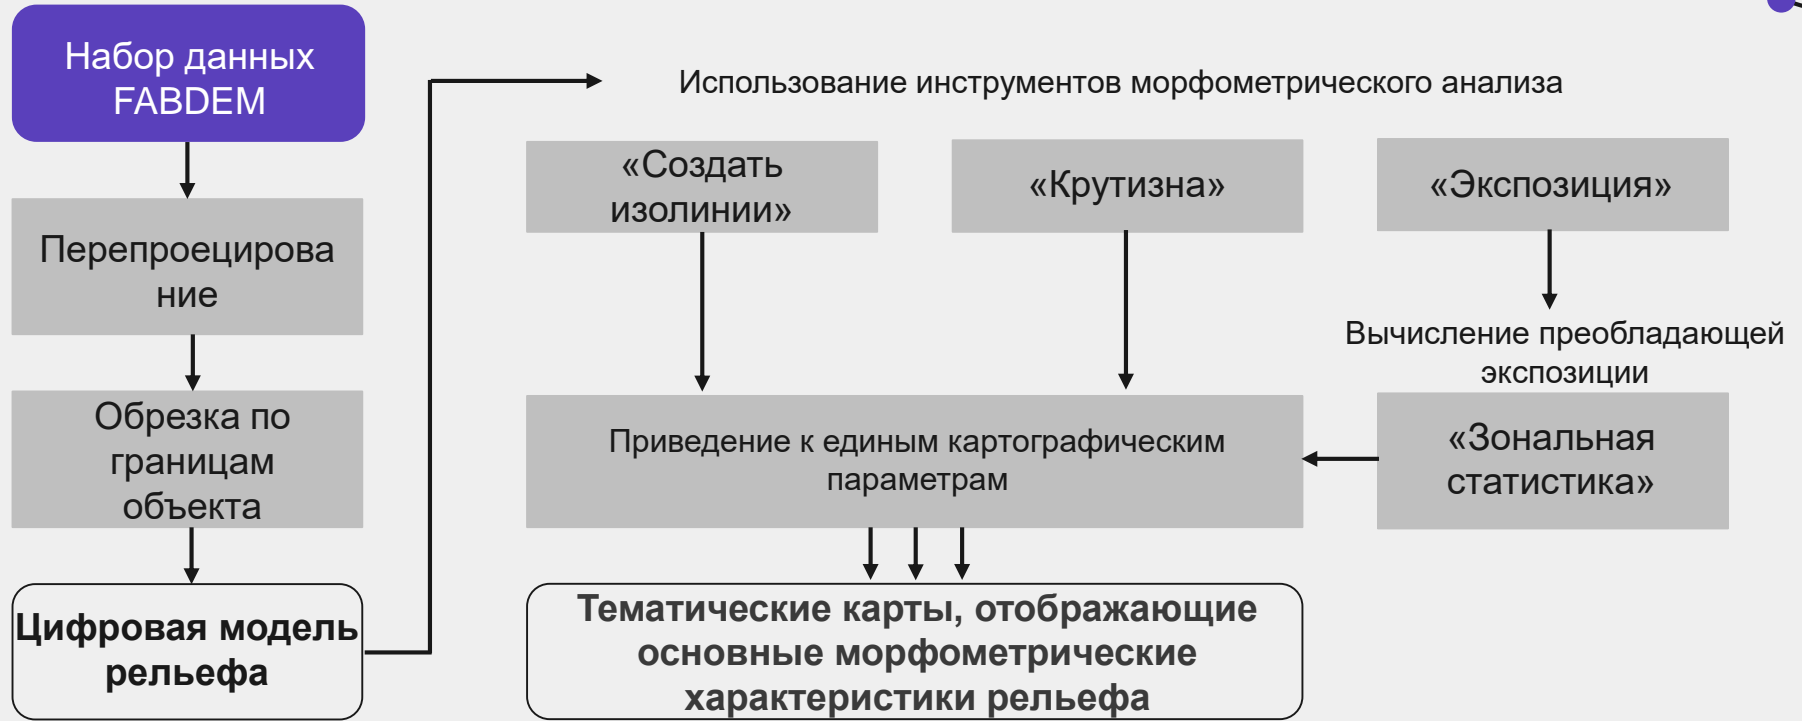 Набор данных
FABDEM
Перепроецирова
ние
Обрезка по
границам
объекта
Цифровая модель
рельефа
Использование инструментов морфометрического анализа
«Создать
изолинии»
«Крутизна»
«Экспозиция»
Вычисление преобладающей
экспозиции
«Зональная
статистика»
Приведение к единым картографическим
параметрам
Тематические карты, отображающие
основные морфометрические
характеристики рельефа